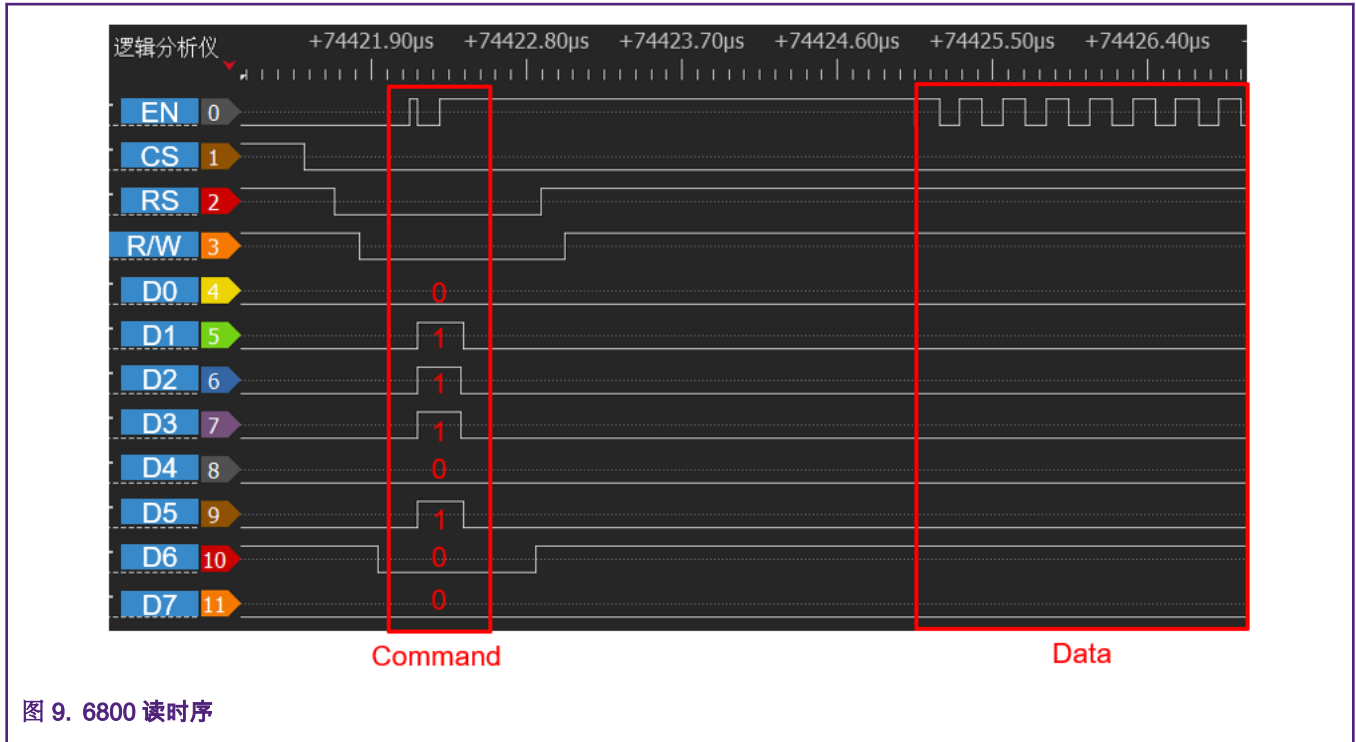 逻辑分析仪 +74421.90µs +74422.80µs +74423.70µs +74424.60µs +74425.50µs +74426.40µs
EN 0
CS 1
RS 2
R/W 3
D0 4 0
D1 5 1
D2 6 1
D3 7 1
D4 8 0
D5 9 1
D6 10 0
D7 11 0
Command Data
图 9. 6800 读时序